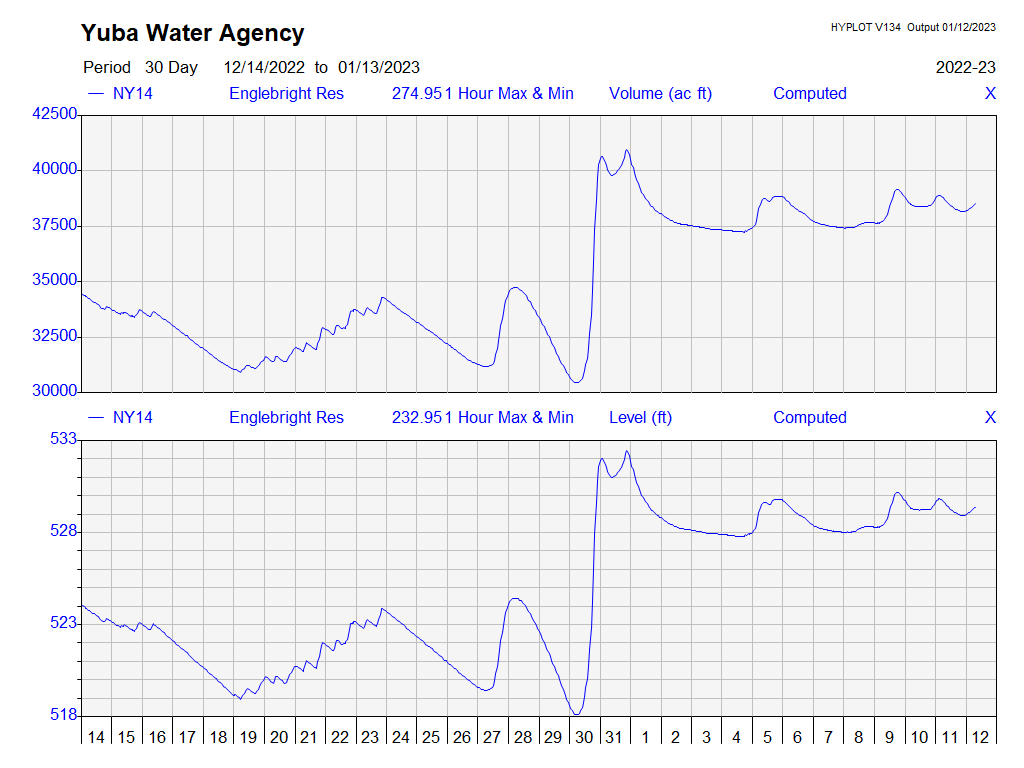 Yuba Water Agency HYPLOT V134 Output 01/12/2023
Period 30 Day 12/14/2022 to 01/13/2023 2022-23
NY14 Englebright Res 274.951 Hour Max & Min Volume (ac ft) Computed X
42500
40000
37500
35000
32500
30000
NY14 Englebright Res 232.951 Hour Max & Min Level (ft) Computed X
533
528
523
518
14 15 16 17 18 19 20 21 22 23 24 25 26 27 28 29 30 31 1 2 3 4 5 6 7 8 9 10 11 12